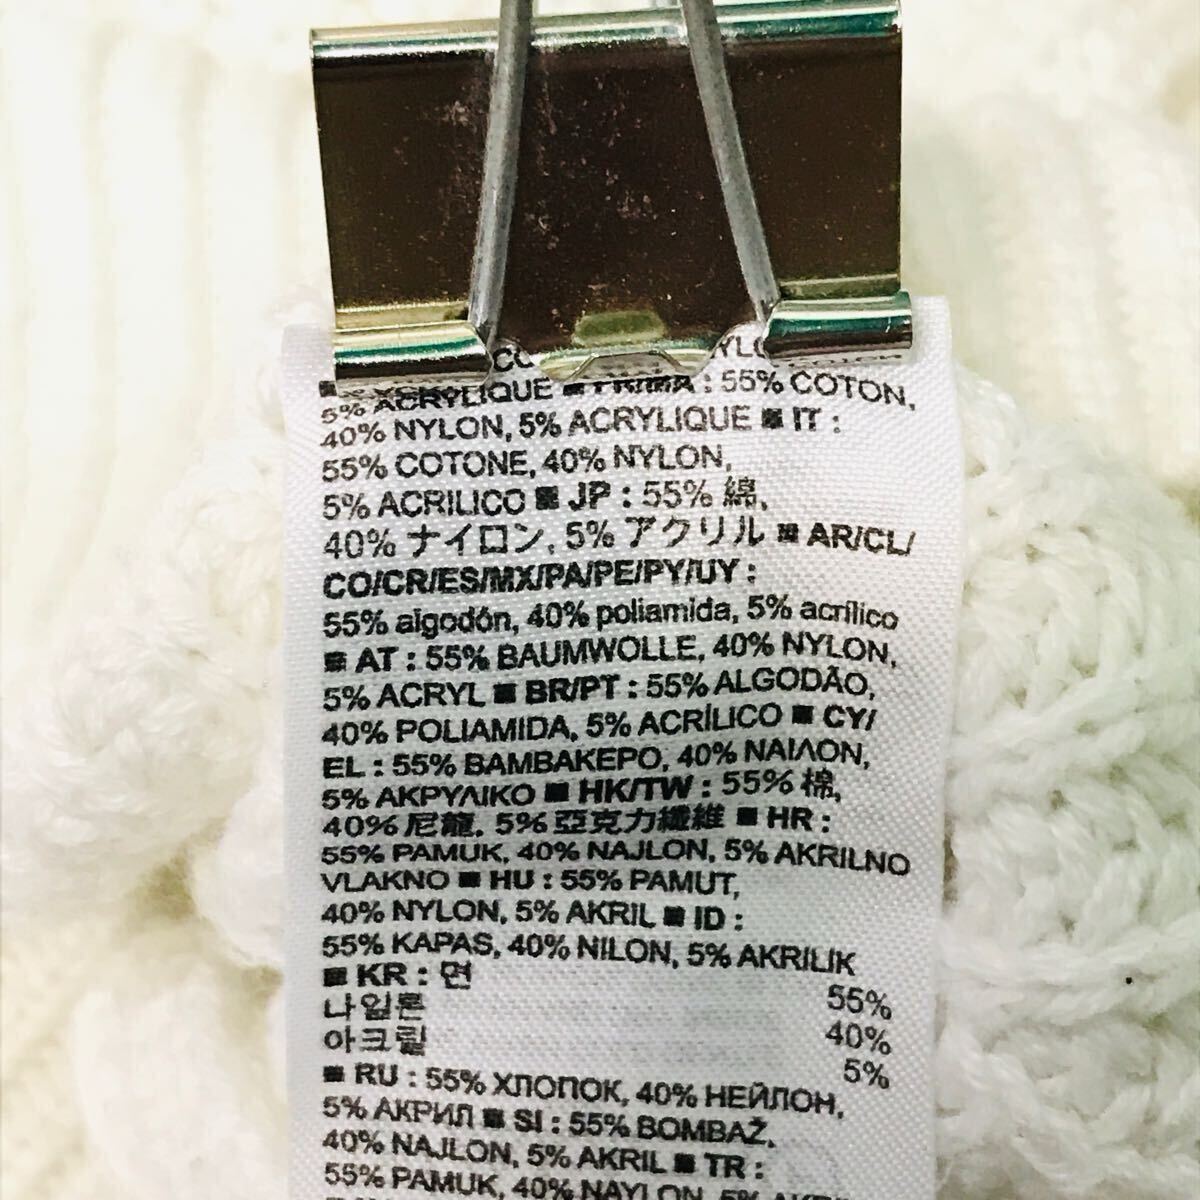 5% ACRYLIQUE ■ FR/MA : 55% COTON,
40% NYLON, 5% ACRYLIQUE ■ IT :
55% COTONE, 40% NYLON,
5% ACRILICO ■ JP : 55% 綿,
40% ナイロン, 5% アクリル ■ AR/CL/
CO/CR/ES/MX/PA/PE/PY/UY :
55% algodón, 40% poliamida, 5% acrílico
■ AT : 55% BAUMWOLLE, 40% NYLON,
5% ACRYL ■ BR/PT : 55% ALGODÃO,
40% POLIAMIDA, 5% ACRÍLICO ■ CY/
EL : 55% ΒΑΜΒΑΚΕΡΟ, 40% ΝΑΙΛΟΝ,
5% ΑΚΡΥΛΙΚΟ ■ HK/TW : 55% 棉,
40% 尼龍, 5% 亞克力纖維 ■ HR :
55% PAMUK, 40% NAJLON, 5% AKRILNO
VLAKNO ■ HU : 55% PAMUT,
40% NYLON, 5% AKRIL ■ ID :
55% KAPAS, 40% NILON, 5% AKRILIK
■ KR : 면 55%
나일론 40%
아크릴 5%
■ RU : 55% ХЛОПОК, 40% НЕЙЛОН,
5% АКРИЛ ■ SI : 55% BOMBAŽ,
40% NAJLON, 5% AKRIL ■ TR :
55% PAMUK, 40% NAYLON, 5%